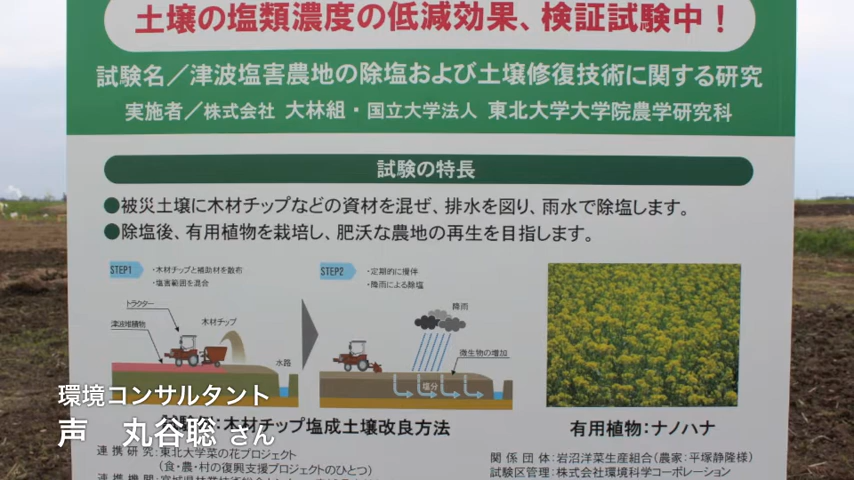 土壌の塩類濃度の低減効果、検証試験中！
試験名／津波塩害農地の除塩および土壌修復技術に関する研究
実施者／株式会社 大林組・国立大学法人 東北大学大学院農学研究科
試験の特長
●被災土壌に木材チップなどの資材を混ぜ、排水を図り、雨水で除塩します。
●除塩後、有用植物を栽培し、肥沃な農地の再生を目指します。
STEP1
・木材チップと補助材を散布
・塩害範囲を混合
トラクター
木材チップ
津波堆積物
水路
STEP2
・定期的に攪伴
・降雨による除塩
降雨
微生物の増加
塩分
環境コンサルタント
声 丸谷聡 さん
：木材チップ塩成土壌改良方法
有用植物：ナノハナ
連携研究：東北大学菜の花プロジェクト
（食・農・村の復興支援プロジェクトのひとつ）
関係団体：岩沼洋菜生産組合（農家：平塚静隆様）
試験区管理：株式会社環境科学コーポレーション